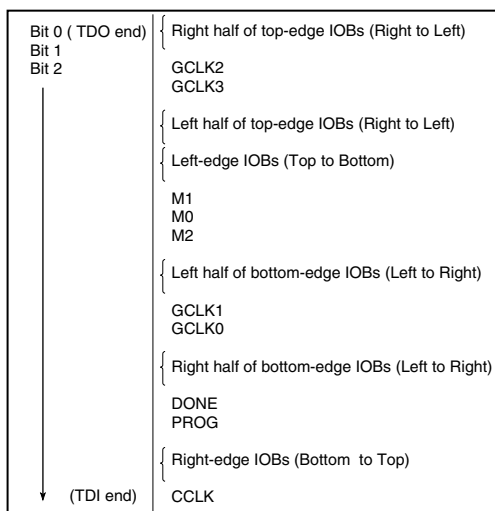 Bit 0 ( TDO end)
Bit 1
Bit 2
Right half of top-edge IOBs (Right to Left)
GCLK2
GCLK3
Left half of top-edge IOBs (Right to Left)
Left-edge IOBs (Top to Bottom)
M1
M0
M2
Left half of bottom-edge IOBs (Left to Right)
GCLK1
GCLK0
Right half of bottom-edge IOBs (Left to Right)
DONE
PROG
Right-edge IOBs (Bottom to Top)
(TDI end)
CCLK